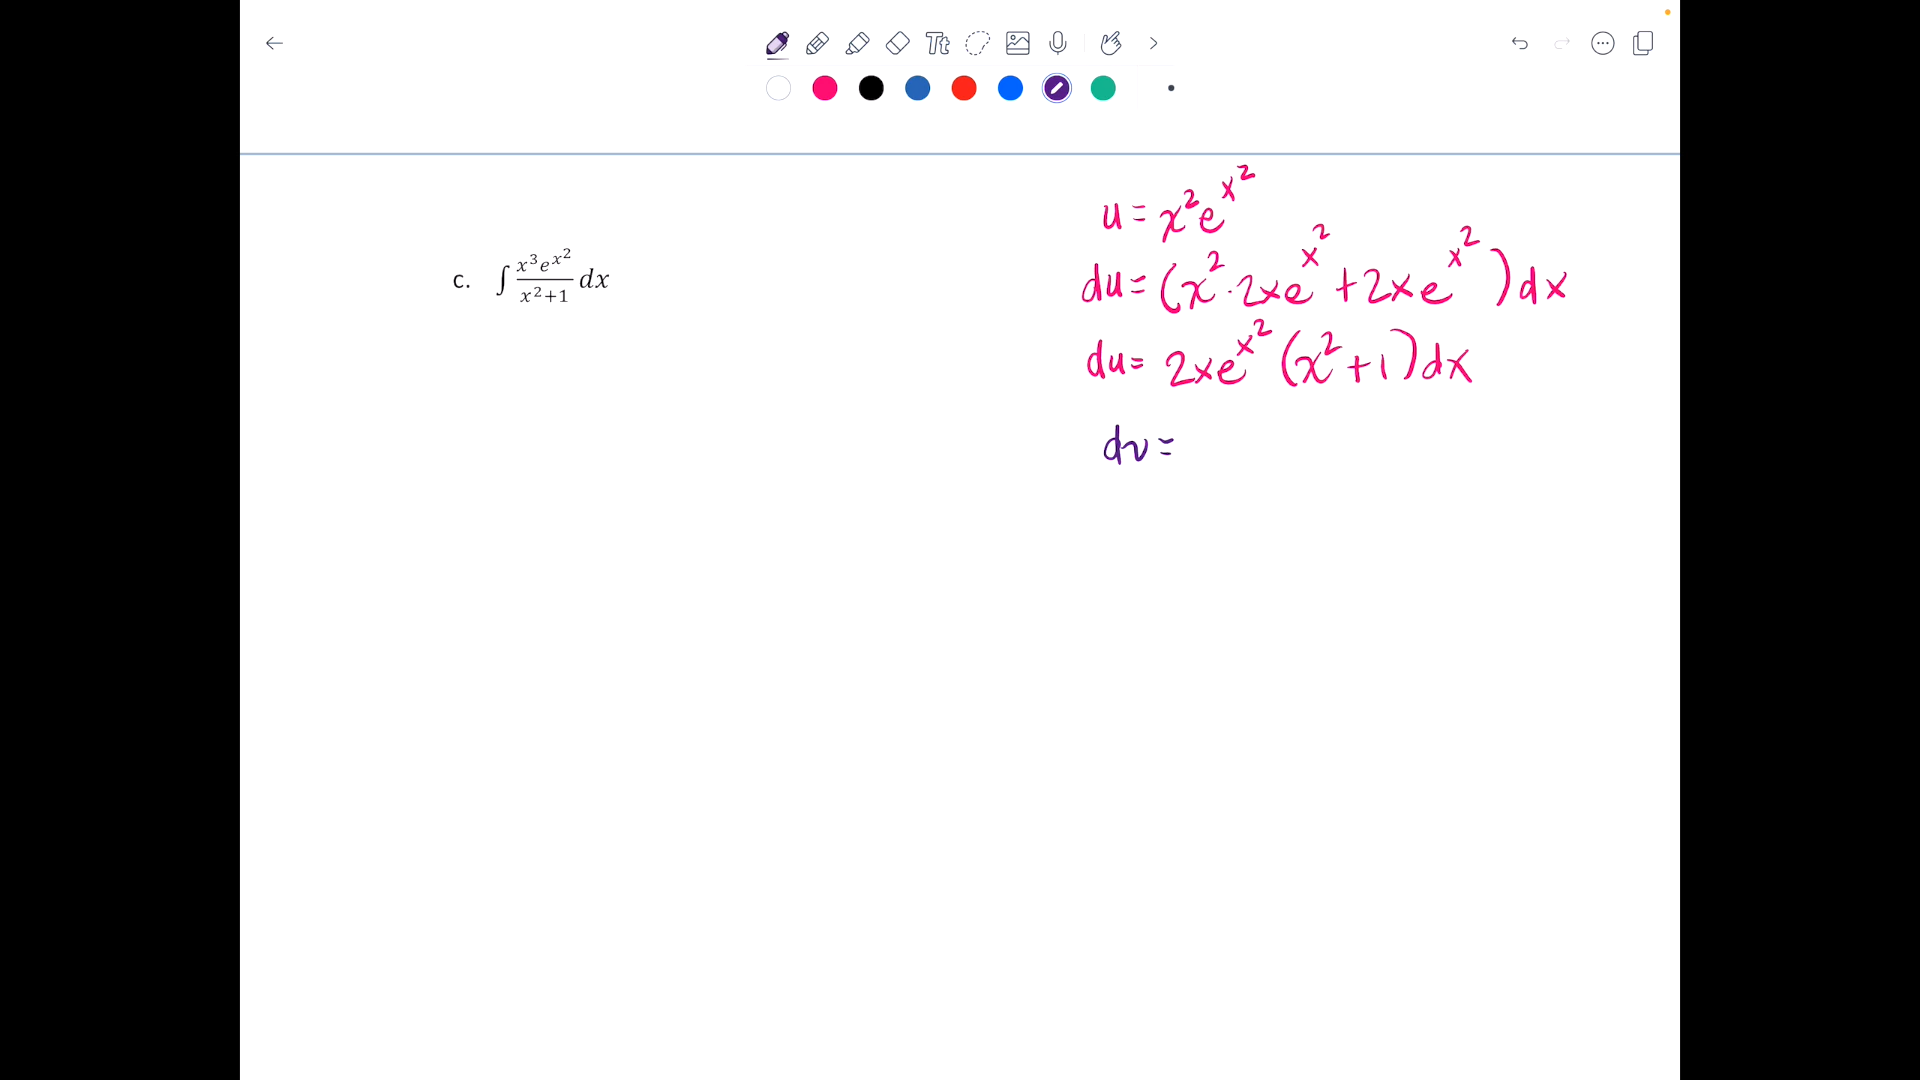 Tt
c. ∫ x³e^{x²}/(x²+1) dx
u = x²e^{x²}
du = (x² · 2xe^{x²} + 2xe^{x²})dx
du = 2xe^{x²}(x²+1)dx
dv =